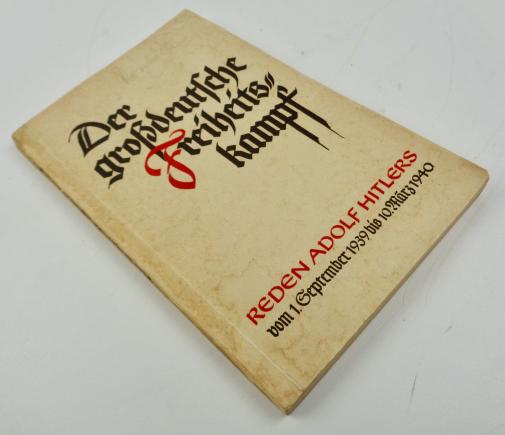 Der
großdeutsche
Freiheits=
kampf
REDEN ADOLF HITLERS
vom 1. September 1939 bis 10. März 1940